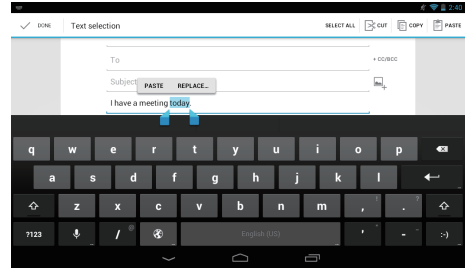 2:40
DONE Text selection SELECT ALL CUT COPY PASTE
To + CC/BCC
Subject
PASTE REPLACE...
I have a meeting today.
q w e r t y u i o p
a s d f g h j k l
z x c v b n m , ! . ?
?123 / @ English (US) ' " - _ :-)